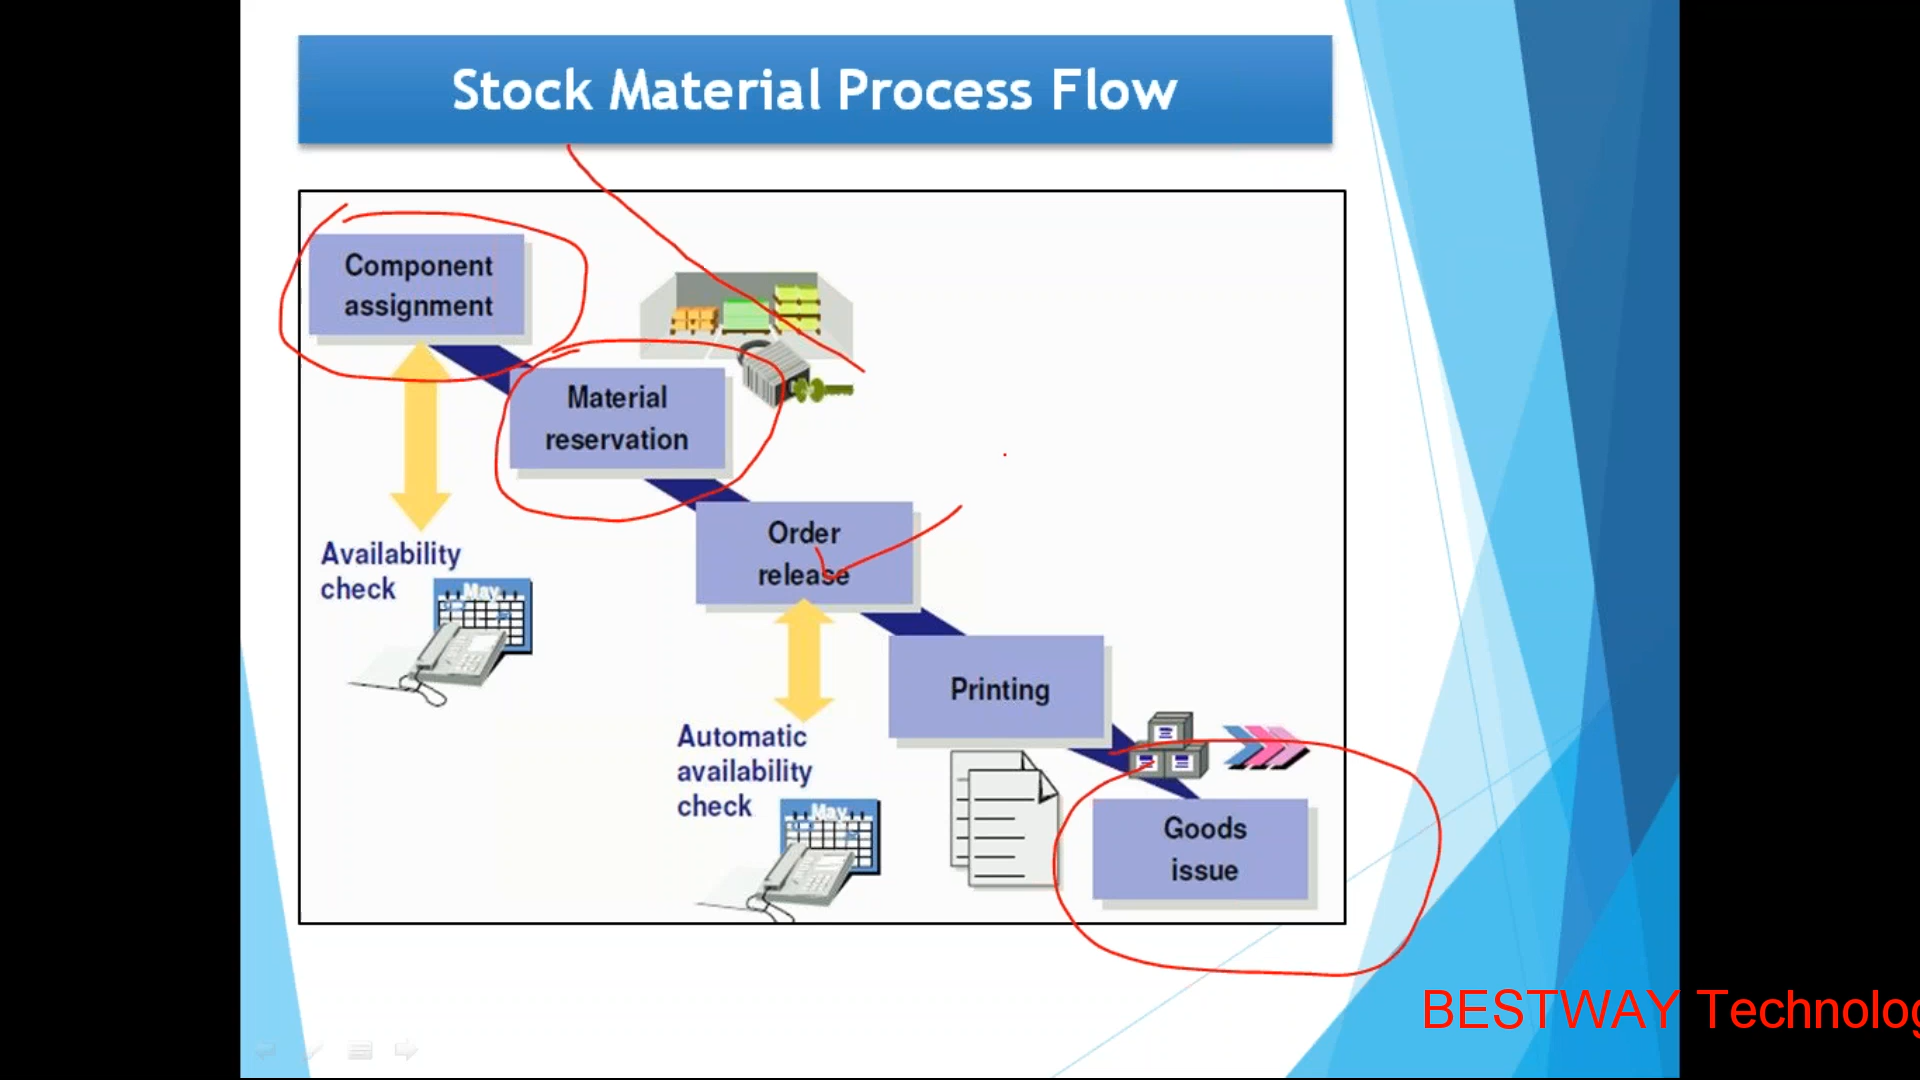 Stock Material Process Flow
Component
assignment
Material
reservation
Order
release
Availability
check
May
Printing
Automatic
availability
check
May
Goods
issue
BESTWAY Technolog